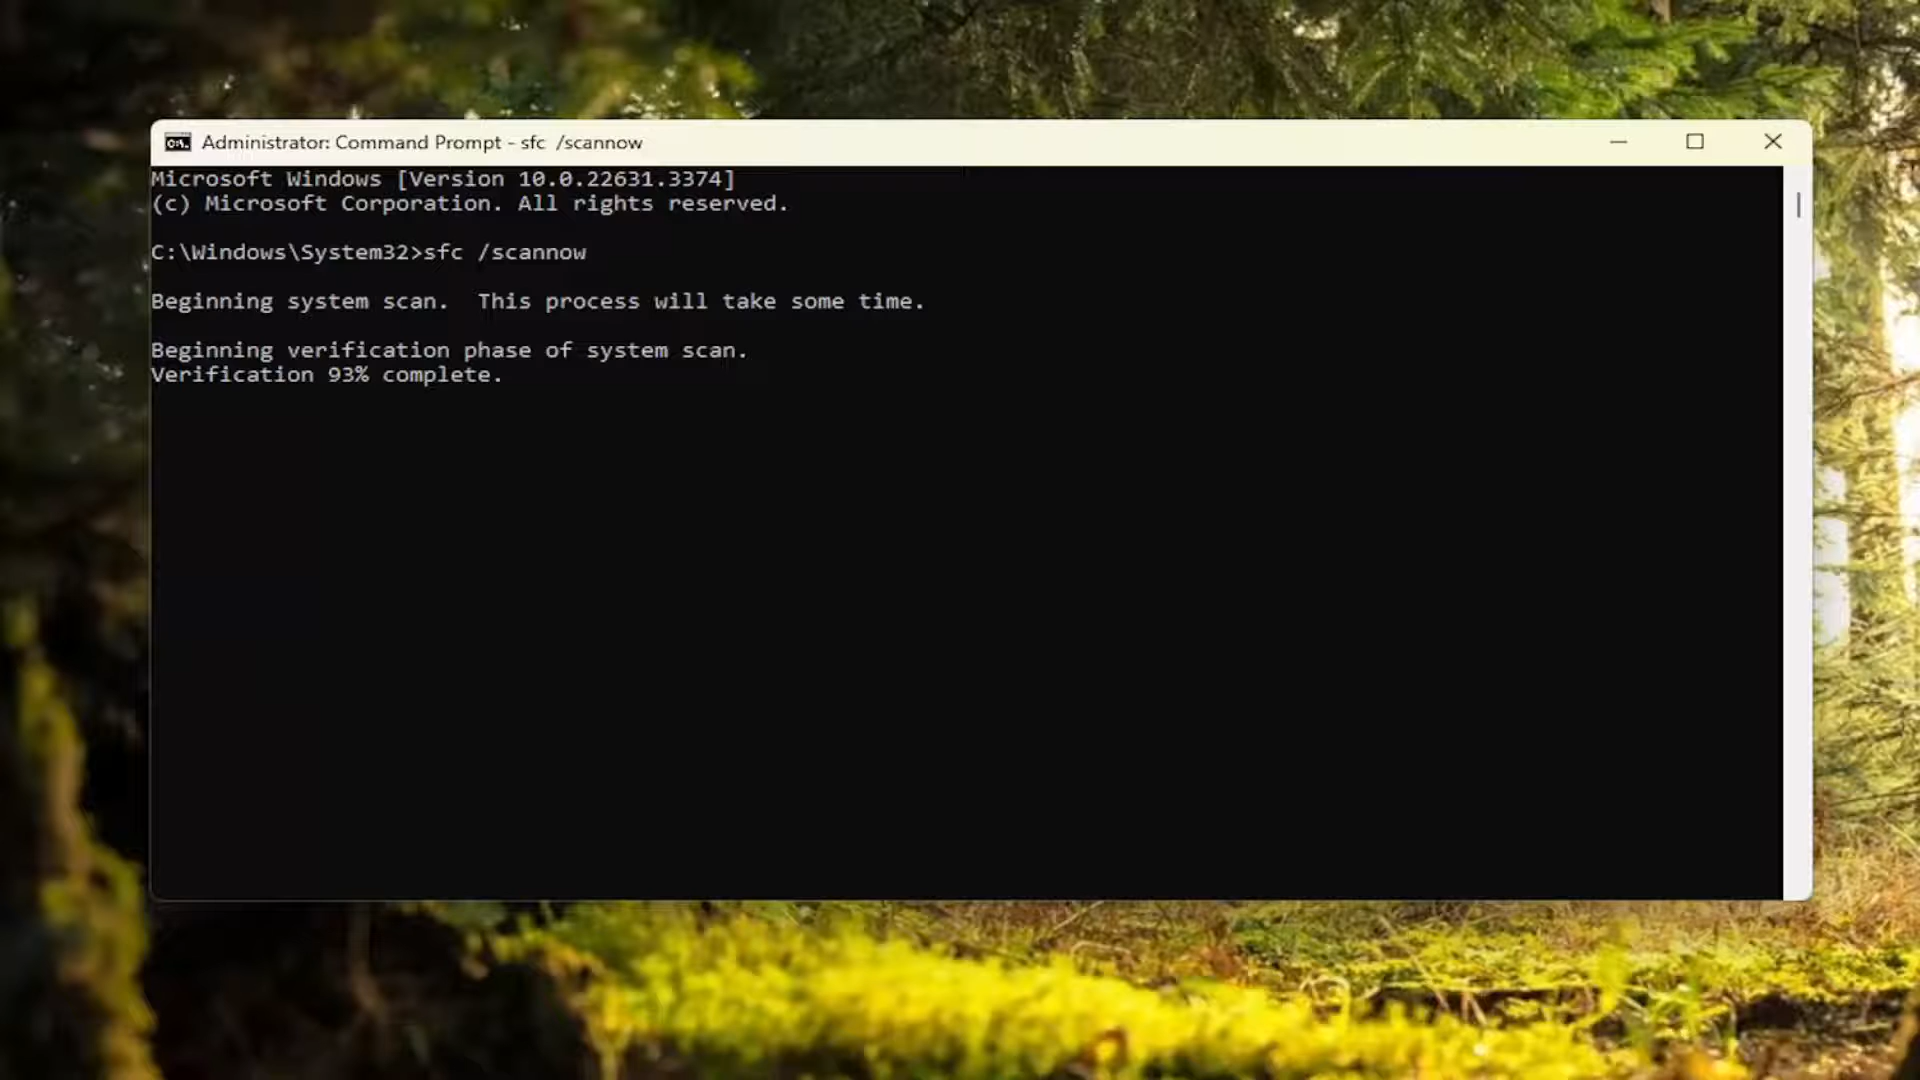 Administrator: Command Prompt - sfc  /scannow
Microsoft Windows [Version 10.0.22631.3374]
(c) Microsoft Corporation. All rights reserved.
C:\Windows\System32>sfc /scannow
Beginning system scan.  This process will take some time.
Beginning verification phase of system scan.
Verification 93% complete.